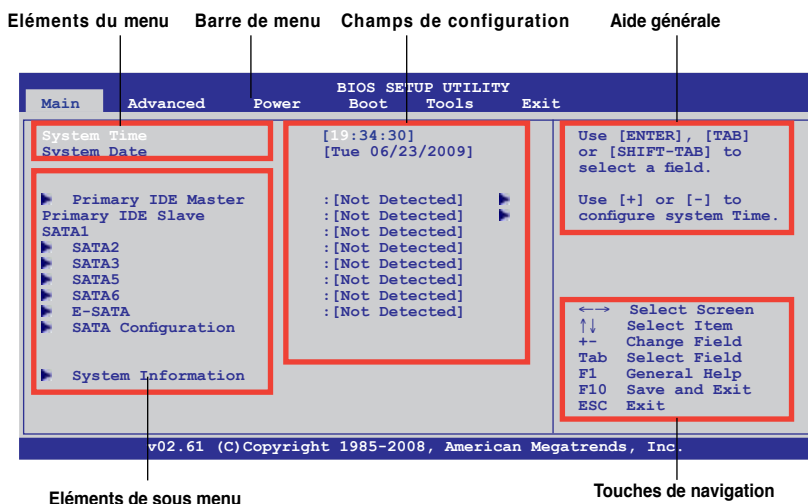 Eléments du menu Barre de menu Champs de configuration Aide générale
BIOS SETUP UTILITY
Main Advanced Power Boot Tools Exit
System Time [19:34:30]
System Date [Tue 06/23/2009]
Use [ENTER], [TAB]
or [SHIFT-TAB] to
select a field.
Use [+] or [-] to
configure system Time.
Primary IDE Master :[Not Detected]
Primary IDE Slave :[Not Detected]
SATA1 :[Not Detected]
SATA2 :[Not Detected]
SATA3 :[Not Detected]
SATA5 :[Not Detected]
SATA6 :[Not Detected]
E-SATA :[Not Detected]
SATA Configuration
System Information
←→ Select Screen
↑↓ Select Item
+- Change Field
Tab Select Field
F1 General Help
F10 Save and Exit
ESC Exit
v02.61 (C)Copyright 1985-2008, American Megatrends, Inc.
Eléments de sous menu Touches de navigation